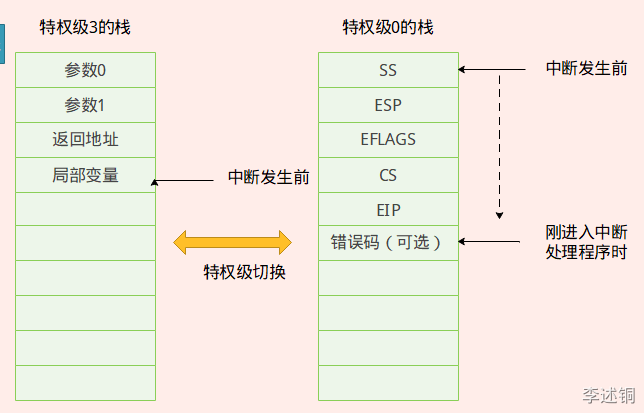 特权级3的栈
特权级0的栈
参数0
参数1
返回地址
局部变量
中断发生前
特权级切换
SS
ESP
EFLAGS
CS
EIP
错误码（可选）
中断发生前
刚进入中断
处理程序时
李述铜